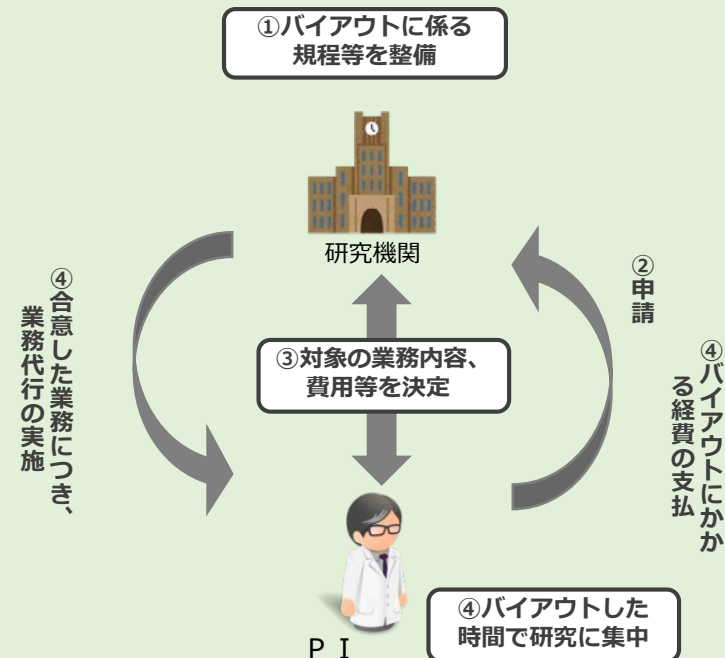 ①バイアウトに係る
規程等を整備
研究機関
②申請
③対象の業務内容、
費用等を決定
④合意した業務につき、
業務代行の実施
④バイアウトにかか
る経費の支払
④バイアウトした
時間で研究に集中
ＰＩ